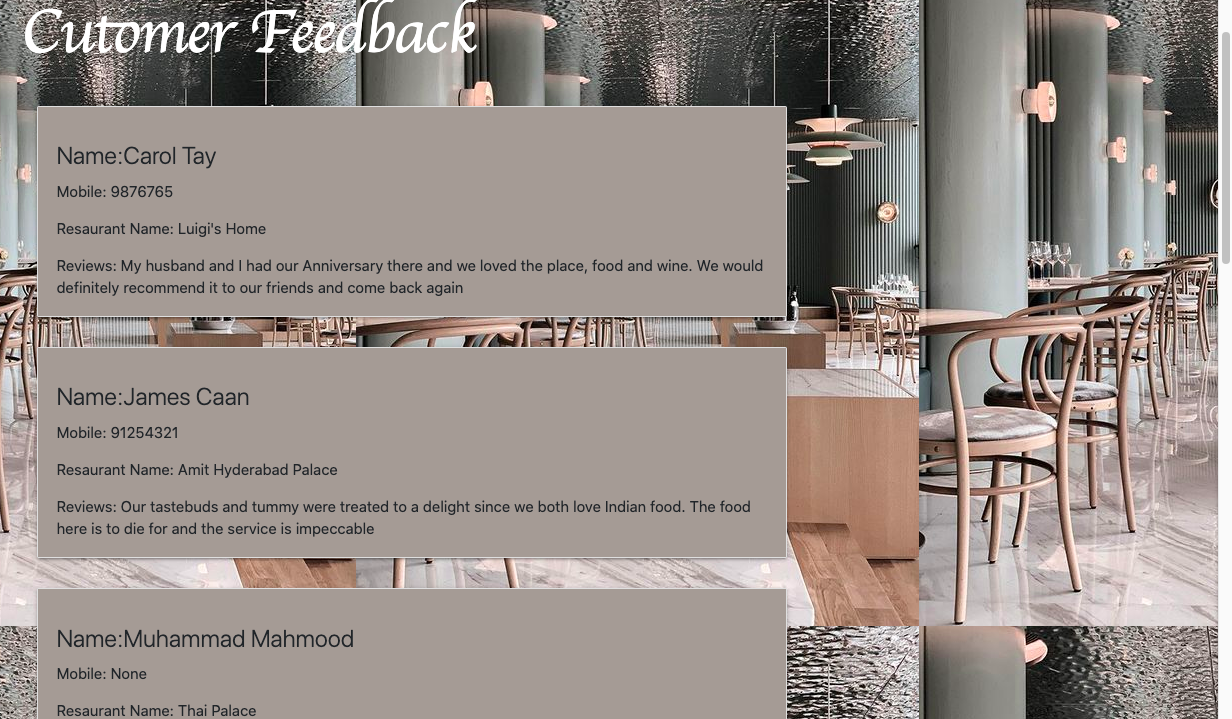 Cutomer Feedback
Name:Carol Tay
Mobile: 9876765
Resaurant Name: Luigi's Home
Reviews: My husband and I had our Anniversary there and we loved the place, food and wine. We would
definitely recommend it to our friends and come back again
Name:James Caan
Mobile: 91254321
Resaurant Name: Amit Hyderabad Palace
Reviews: Our tastebuds and tummy were treated to a delight since we both love Indian food. The food
here is to die for and the service is impeccable
Name:Muhammad Mahmood
Mobile: None
Resaurant Name: Thai Palace